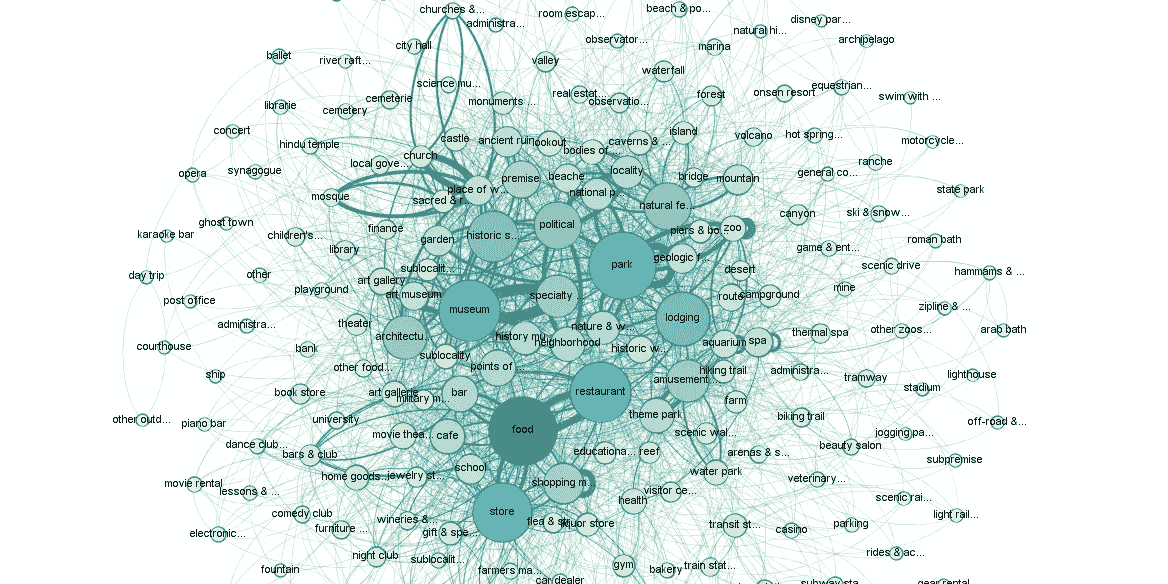 churches &...
beach & po...
room escap...
disney par...
administra...
natural hi...
observator...
archipelago
city hall
marina
ballet
river raft...
valley
waterfall
science mu...
equestrian...
onsen resort
forest
swim with ...
real estat...
cemeterie
monuments ...
observatio...
librarie
cemetery
concert
island
volcano
hot spring...
castle
ancient ruin
ookout
caverns & ...
motorcycle...
hindu temple
bodies of
church
local gove...
ranche
synagogue
opera
locality
general co...
premise
beache
bridge
mountain
place of w...
national p...
state park
mosque
sacred & r...
natural fe...
canyon
ski & snow...
ghost town
political
finance
piers & bo
zoo
karaoke bar
children's...
historic s...
garden
roman bath
library
game & ent...
geologic f...
park
scenic drive
sublocalit...
desert
hammams & ...
day trip
other
art gallery
mine
playground
art museum
specialty ...
route
campground
post office
museum
zipline & ...
lodging
theater
administra...
nature & w...
arab bath
other zoos...
thermal spa
architectu...
history mu
neighborhood
aquarium
spa
courthouse
bank
historic w...
sublocality
other food...
points of ...
hiking trail
administra...
ship
lighthouse
tramway
amusement
stadium
book store
art gallerie
bar
restaurant
military m...
farm
theme park
other outd...
piano bar
university
biking trail
off-road &...
food
movie thea...
cafe
scenic wal...
jogging pa...
dance club...
beauty salon
bars & club
educationa...
reef
arenas & s...
subpremise
school
water park
home goods...
jewelry st...
veterinary...
movie rental
shopping m...
lessons & ...
visitor ce...
health
scenic rai...
store
comedy club
wineries &...
light rail...
flea & st
liquor store
transit st...
parking
furniture ...
casino
electronic...
gift & spe...
rides & ac...
night club
sublocalit...
gym
train stat...
fountain
farmers ma...
bakery
car dealer
subway sta...
gear rental